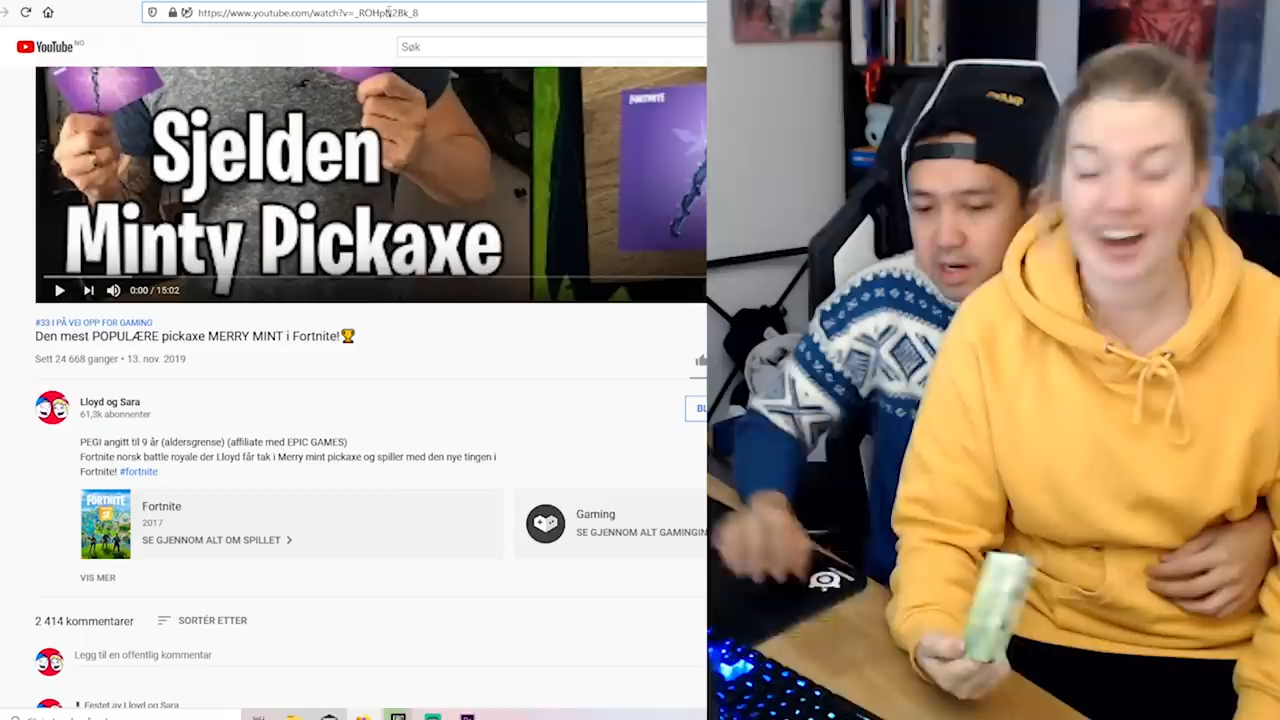 https://www.youtube.com/watch?v=_ROHpN2Bk_8
YouTube NO
Søk
FORTNITE
Sjelden
Minty Pickaxe
0:00 / 15:02
#33 I PÅ VEI OPP FOR GAMING
Den mest POPULÆRE pickaxe MERRY MINT i Fortnite!🏆
Sett 24 668 ganger • 13. nov. 2019
Lloyd og Sara
61,3k abonnenter
PEGI angitt til 9 år (aldersgrense) (affiliate med EPIC GAMES)
Fortnite norsk battle royale der Lloyd får tak i Merry mint pickaxe og spiller med den nye tingen i
Fortnite! #fortnite
FORTNITE
Fortnite
2017
SE GJENNOM ALT OM SPILLET
Gaming
SE GJENNOM ALT GAMINGIN
VIS MER
2 414 kommentarer
SORTÉR ETTER
Legg til en offentlig kommentar
Festet av Lloyd og Sara